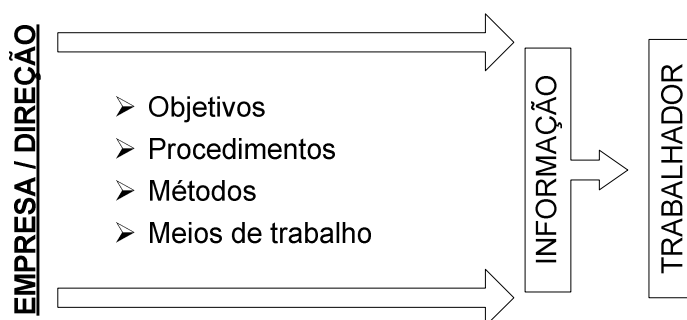 EMPRESA / DIREÇÃO
➢ Objetivos
➢ Procedimentos
➢ Métodos
➢ Meios de trabalho
INFORMAÇÃO
TRABALHADOR